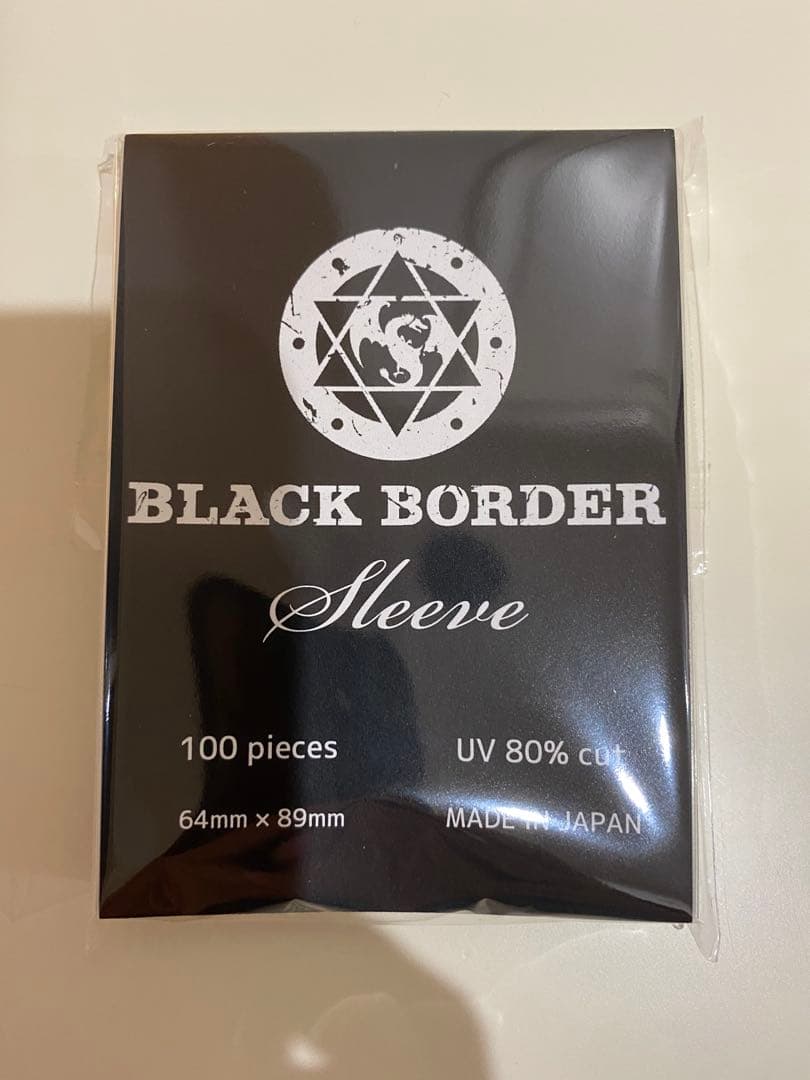 BLACK BORDER
Sleeve
100 pieces
UV 80% cut
64mm × 89mm
MADE IN JAPAN